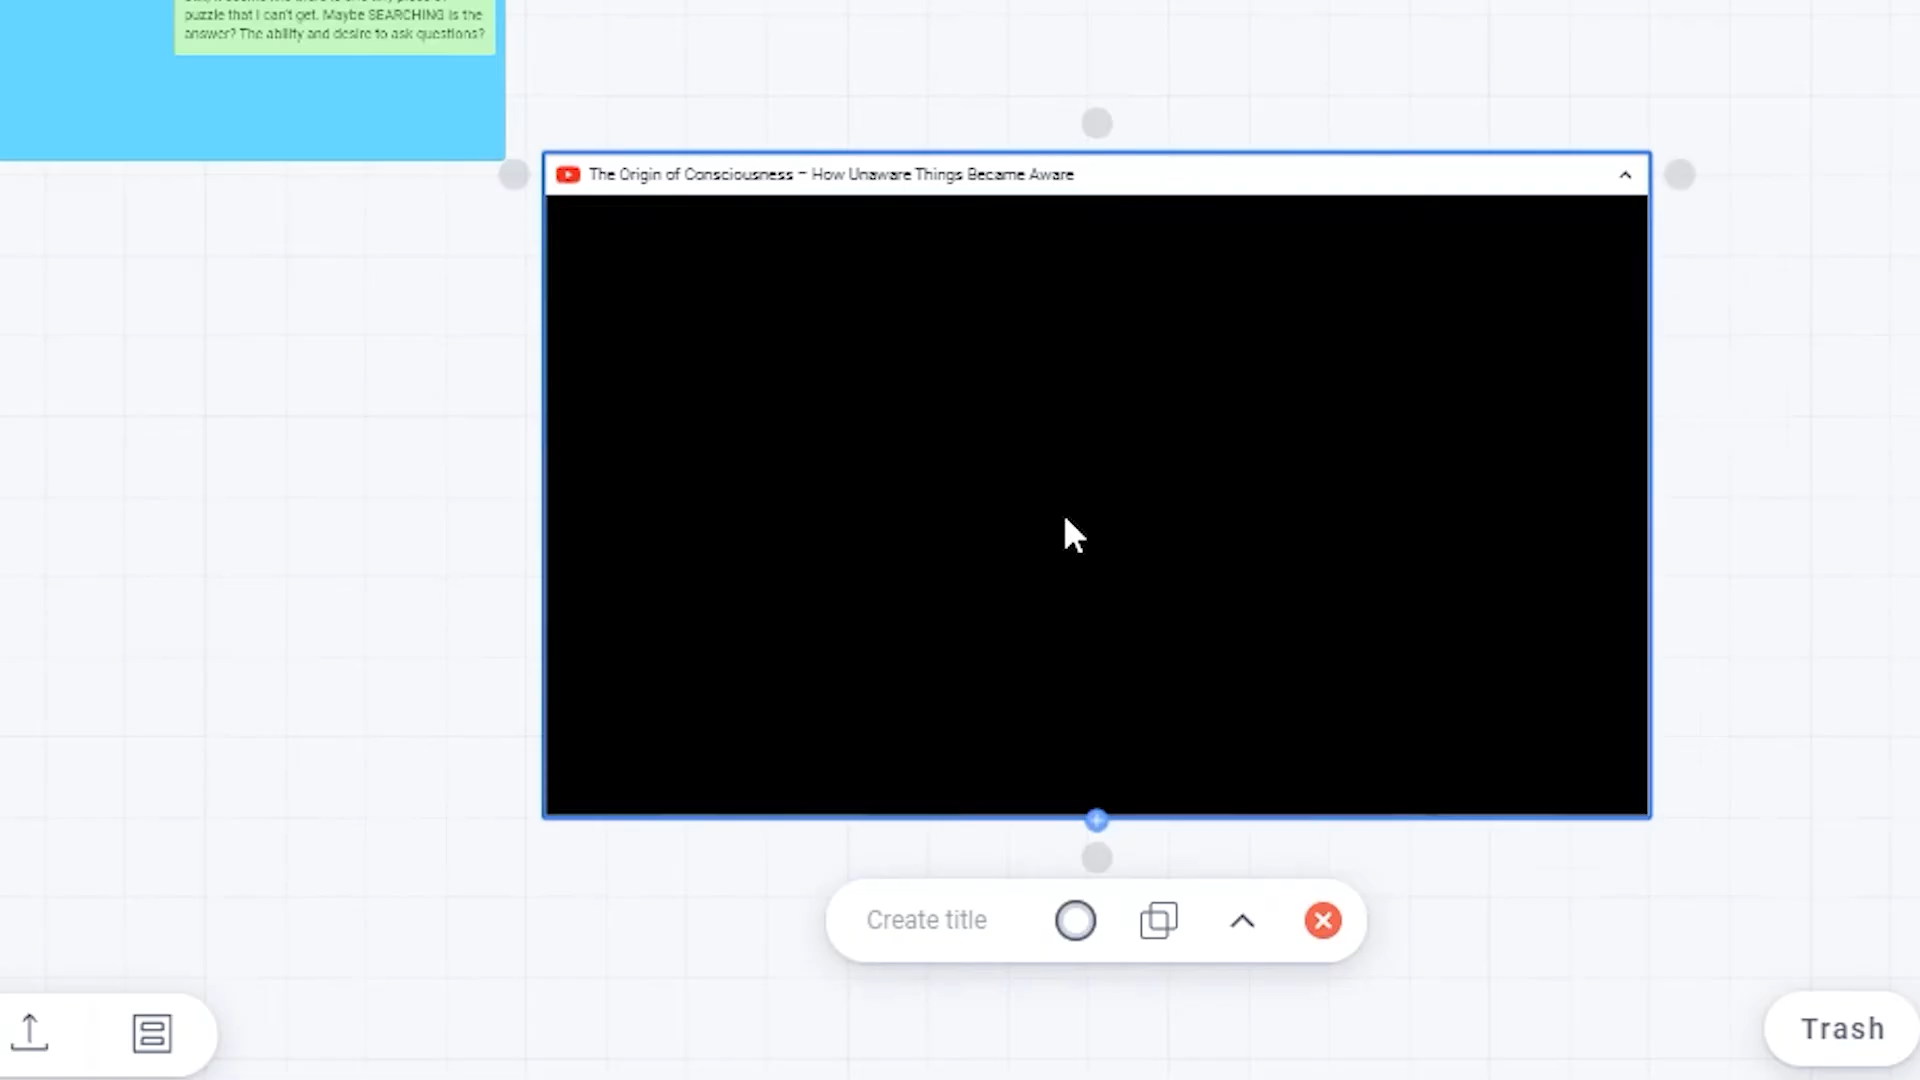 puzzle that I can't get. Maybe SEARCHING is the
answer? The ability and desire to ask questions?
The Origin of Consciousness – How Unaware Things Became Aware
Create title
Trash